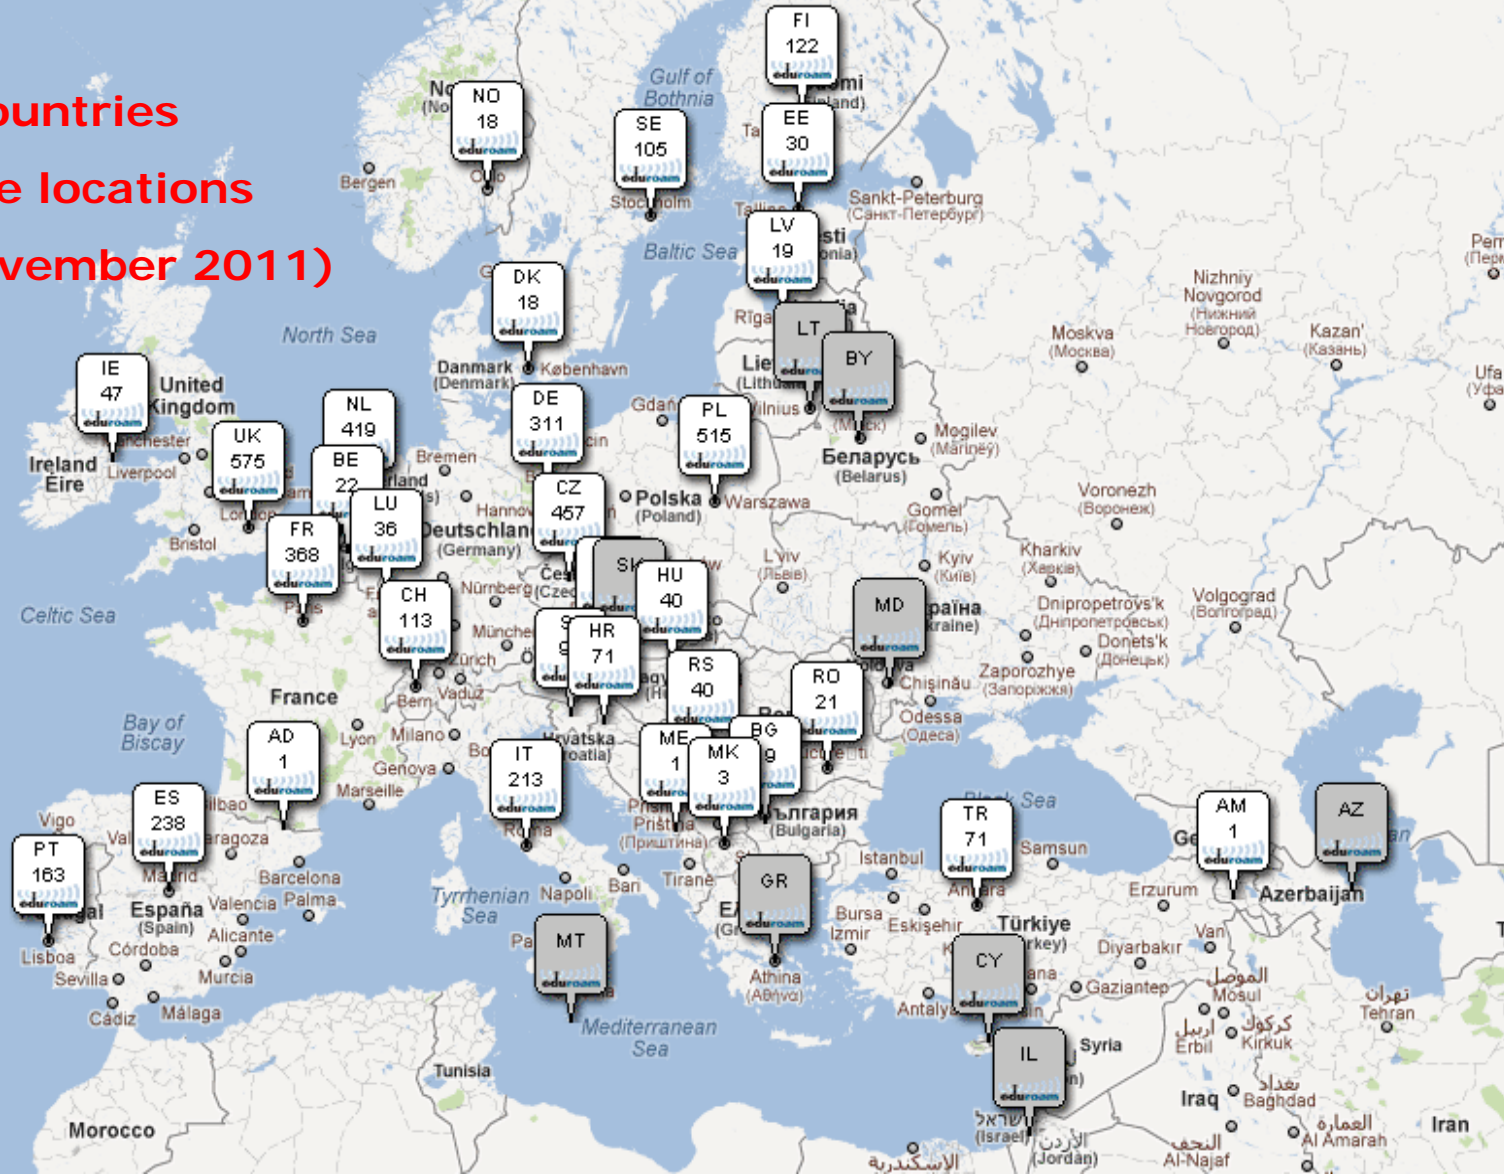 FI
122
eduroam
ountries
Gulf of
Bothnia
NO
18
eduroam
SE
105
eduroam
EE
30
eduroam
Bergen
e locations
Stockholm
Sankt-Peterburg
(Санкт-Петербург)
LV
19
eduroam
vember 2011)
Baltic Sea
DK
18
eduroam
Nizhniy
Novgorod
(Нижний
Новгород)
North Sea
Moskva
(Москва)
Kazan'
(Казань)
LT
eduroam
BY
eduroam
IE
47
eduroam
United
Kingdom
Danmark
(Denmark)
København
Vilnius
NL
419
DE
311
eduroam
PL
515
eduroam
UK
575
eduroam
Mogilev
Беларусь
(Belarus)
BE
22
Bremen
Liverpool
Ireland
Éire
LU
36
eduroam
CZ
457
Polska
(Poland)
Warszawa
Gomel'
(Гомель)
Voronezh
(Воронеж)
London
Bristol
FR
368
eduroam
Deutschland
(Germany)
L'viv
(Львів)
Kyiv
(Київ)
Kharkiv
(Харків)
SK
HU
40
eduroam
CH
113
eduroam
Nürnberg
MD
eduroam
Dnipropetrovs'k
(Дніпропетровськ)
Volgograd
(Волгоград)
Celtic Sea
Paris
HR
71
eduroam
Donets'k
(Донецьк)
Zürich
RS
40
eduroam
RO
21
eduroam
Chişinău
Zaporozhye
(Запоріжжя)
France
Bern
Vaduz
Odessa
(Одеса)
Bay of
Biscay
AD
1
eduroam
Lyon
Milano
Hrvatska
ME
1
BG
MK
3
eduroam
IT
213
eduroam
Genova
Marseille
ES
238
eduroam
Vigo
PT
163
eduroam
Roma
Priština
(Приштина)
България
(Bulgaria)
TR
71
eduroam
Black Sea
Samsun
AM
1
eduroam
AZ
eduroam
Madrid
Barcelona
Istanbul
Tyrrhenian
Sea
Napoli
Bari
Tiranë
GR
eduroam
Ankara
Erzurum
Azerbaijan
España
(Spain)
Valencia
Palma
Bursa
Eskişehir
Türkiye
Izmir
Van
Lisboa
Córdoba
Alicante
MT
eduroam
CY
eduroam
Diyarbakır
Sevilla
Murcia
Athina
(Αθήνα)
Gaziantep
الموصل
Mosul
تهران
Tehran
Cádiz
Málaga
Mediterranean
Sea
اربيل
Erbil
كركوك
Kirkuk
IL
eduroam
Syria
Tunisia
Iraq
بغداد
Baghdad
Morocco
ישראל
(Israel)
الأردن
(Jordan)
النجف
Al-Najaf
العمارة
Al Amarah
Iran
الإسكندرية